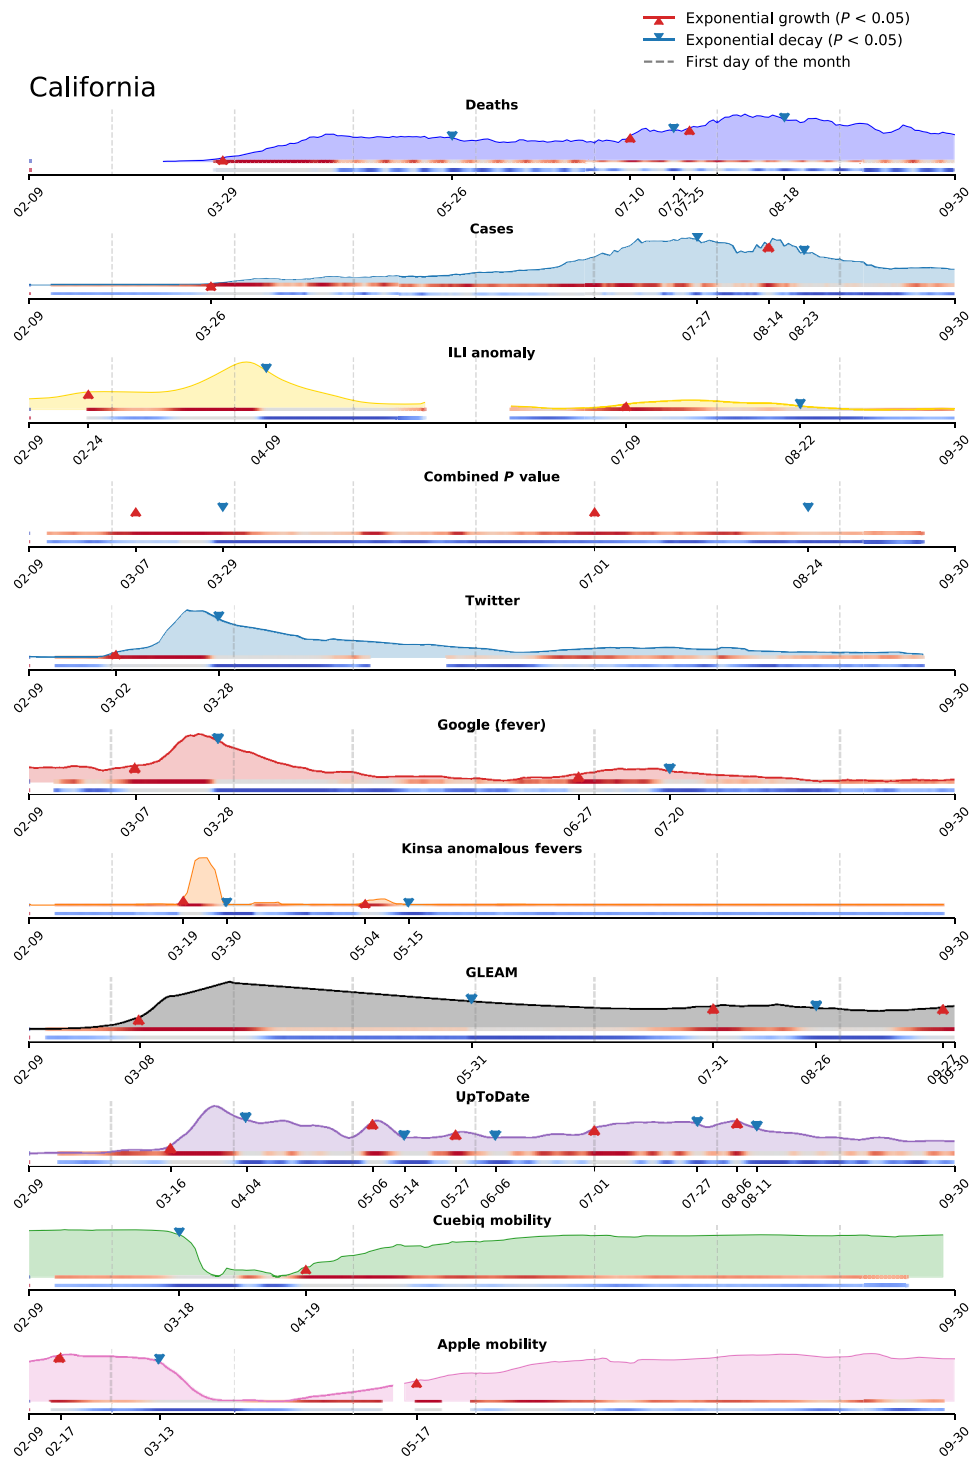 Exponential growth (P < 0.05)
Exponential decay (P < 0.05)
First day of the month
California
Deaths
02-09 03-29 05-26 07-10 07-21 07-25 08-18 09-30
Cases
02-09 03-26 07-27 08-14 08-23 09-30
ILI anomaly
02-09 02-24 04-09 07-09 08-22 09-30
Combined P value
02-09 03-07 03-29 07-01 08-24 09-30
Twitter
02-09 03-02 03-28 09-30
Google (fever)
02-09 03-07 03-28 06-27 07-20 09-30
Kinsa anomalous fevers
02-09 03-19 03-30 05-04 05-15 09-30
GLEAM
02-09 03-08 05-31 07-31 08-26 09-27 09-30
UpToDate
02-09 03-16 04-04 05-06 05-14 05-27 06-06 07-01 07-27 08-06 08-11 09-30
Cuebiq mobility
02-09 03-18 04-19 09-30
Apple mobility
02-09 02-17 03-13 05-17 09-30